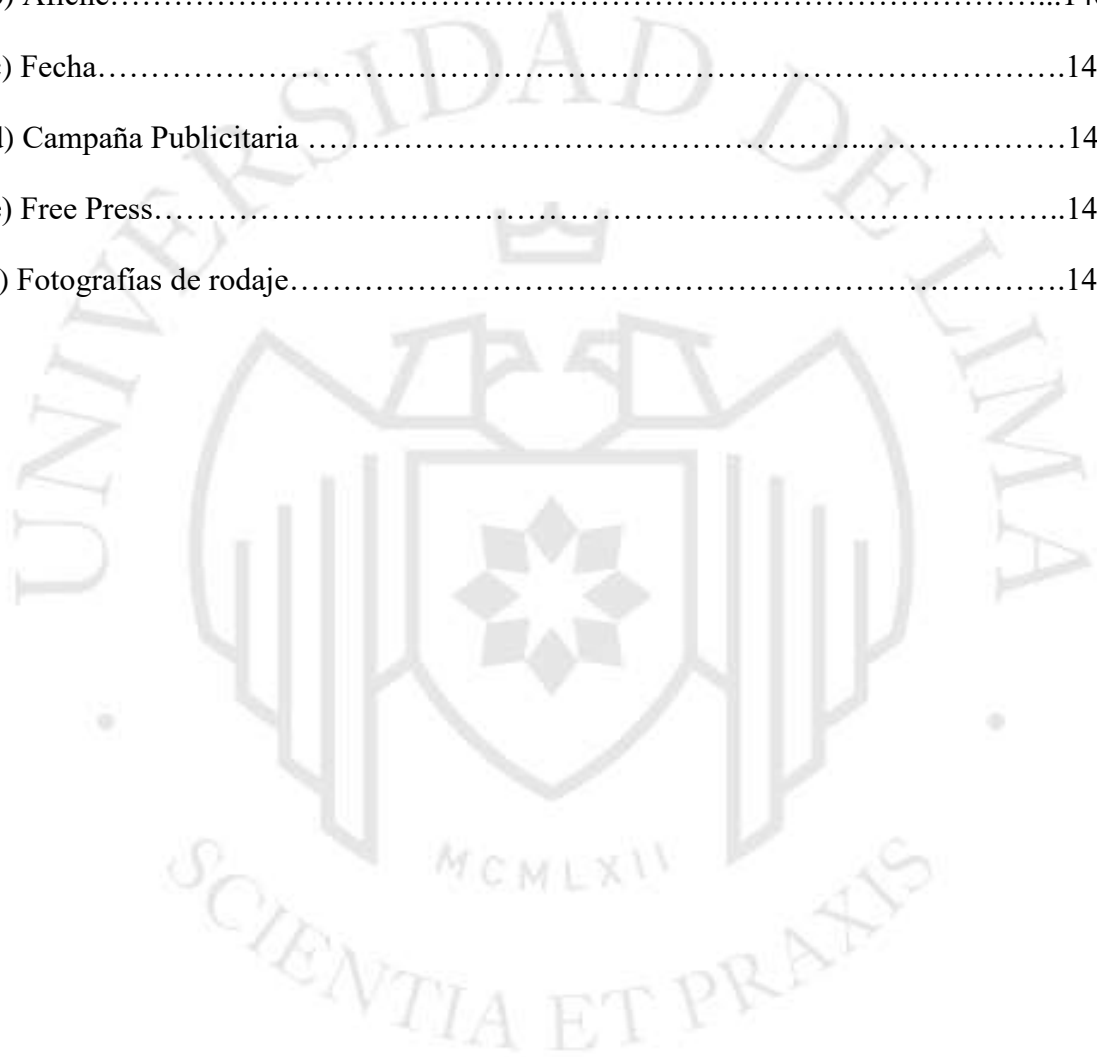 ) Afiche…………………………………………………………………………...14
) Fecha…………………………………………………………………………….14
d) Campaña Publicitaria ……………………………………………...………………14
e) Free Press………………………………………………………………………..14
) Fotografías de rodaje…………………………………………………………….14
UNIVERSIDAD DE LIMA
MCMLXII
SCIENTIA ET PRAXIS